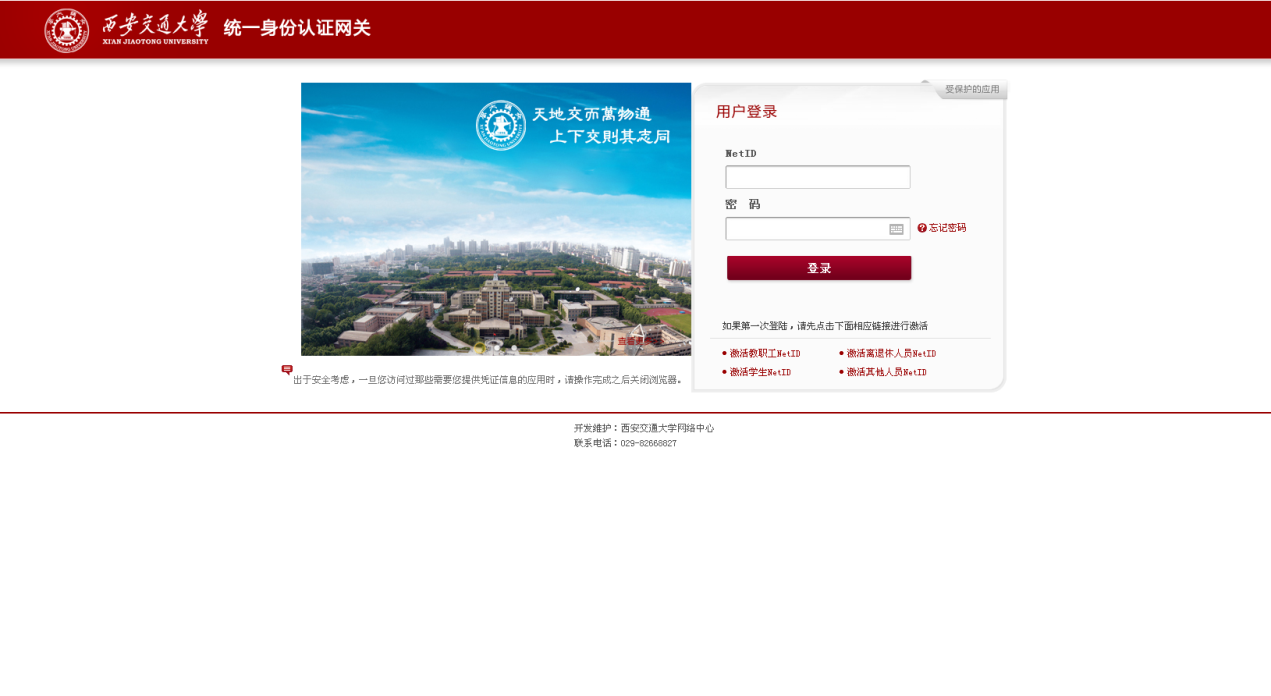 西安交通大学
XI'AN JIAOTONG UNIVERSITY
统一身份认证网关
受保护的应用
天地交而萬物通
上下交則其志同
用户登录
NetID
密 码
忘记密码
登录
如果第一次登陆，请先点击下面相应链接进行激活
激活教职工NetID
激活离退休人员NetID
激活学生NetID
激活其他人员NetID
出于安全考虑，一旦您访问过那些需要您提供凭证信息的应用时，请操作完成之后关闭浏览器。
开发维护：西安交通大学网络中心
联系电话：029-82668827